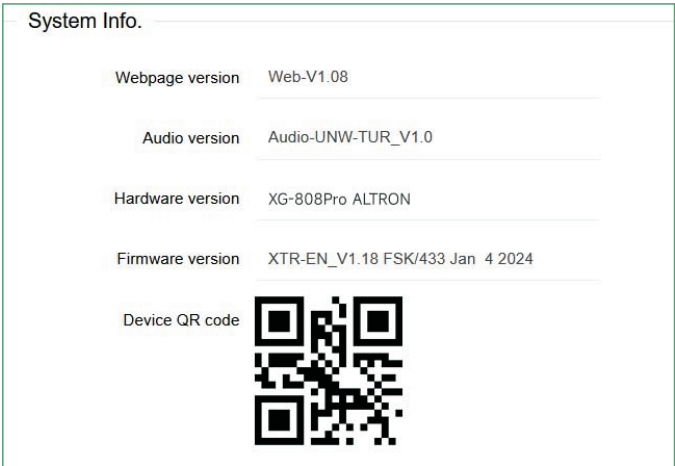 System Info.
Webpage version Web-V1.08
Audio version Audio-UNW-TUR_V1.0
Hardware version XG-808Pro ALTRON
Firmware version XTR-EN_V1.18 FSK/433 Jan  4 2024
Device QR code